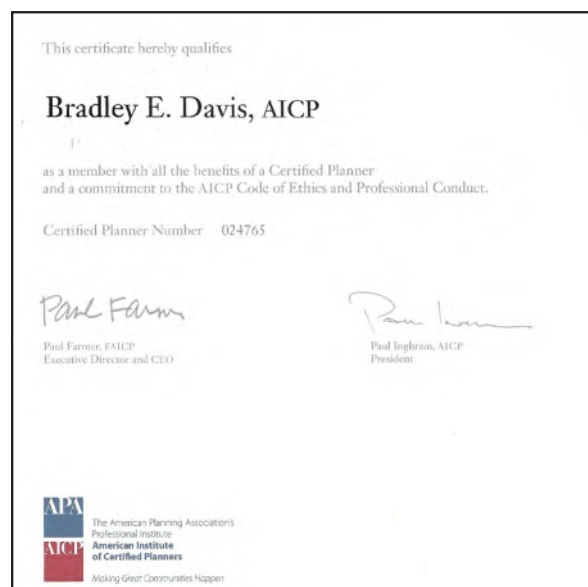 This certificate hereby qualifies
Bradley E. Davis, AICP
as a member with all the benefits of a Certified Planner
and a commitment to the AICP Code of Ethics and Professional Conduct.
Certified Planner Number 024765
Paul Farmer
Paul Farmer, FAICP
Executive Director and CEO
Paul Inghram, AICP
President
APA
The American Planning Association's
Professional Institute
AICP
American Institute
of Certified Planners
Making Great Communities Happen